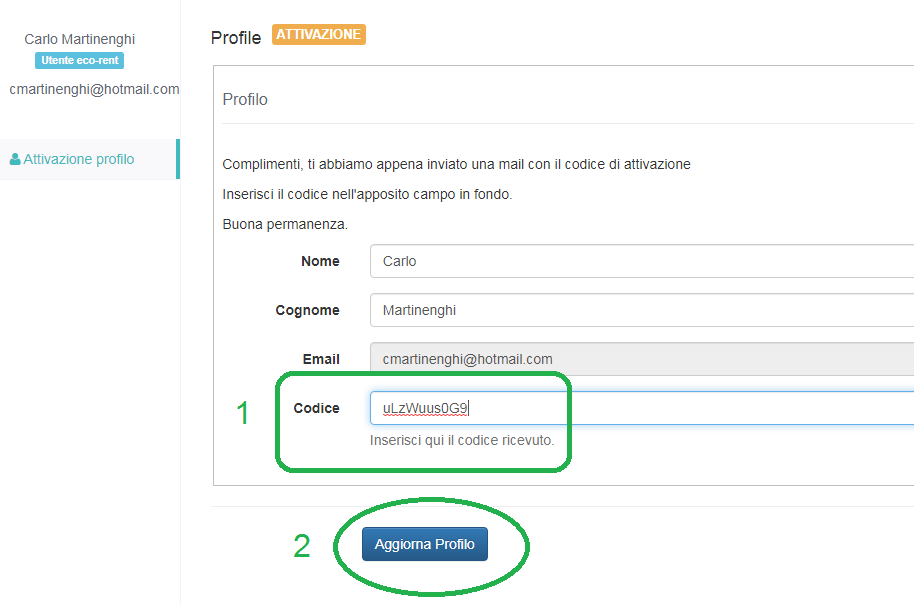 Carlo Martinenghi
Utente eco-rent
cmartinenghi@hotmail.com
Attivazione profilo
Profile ATTIVAZIONE
Profilo
Complimenti, ti abbiamo appena inviato una mail con il codice di attivazione
Inserisci il codice nell'apposito campo in fondo.
Buona permanenza.
Nome Carlo
Cognome Martinenghi
Email cmartinenghi@hotmail.com
1 Codice uLzWuus0G9
Inserisci qui il codice ricevuto.
2 Aggiorna Profilo